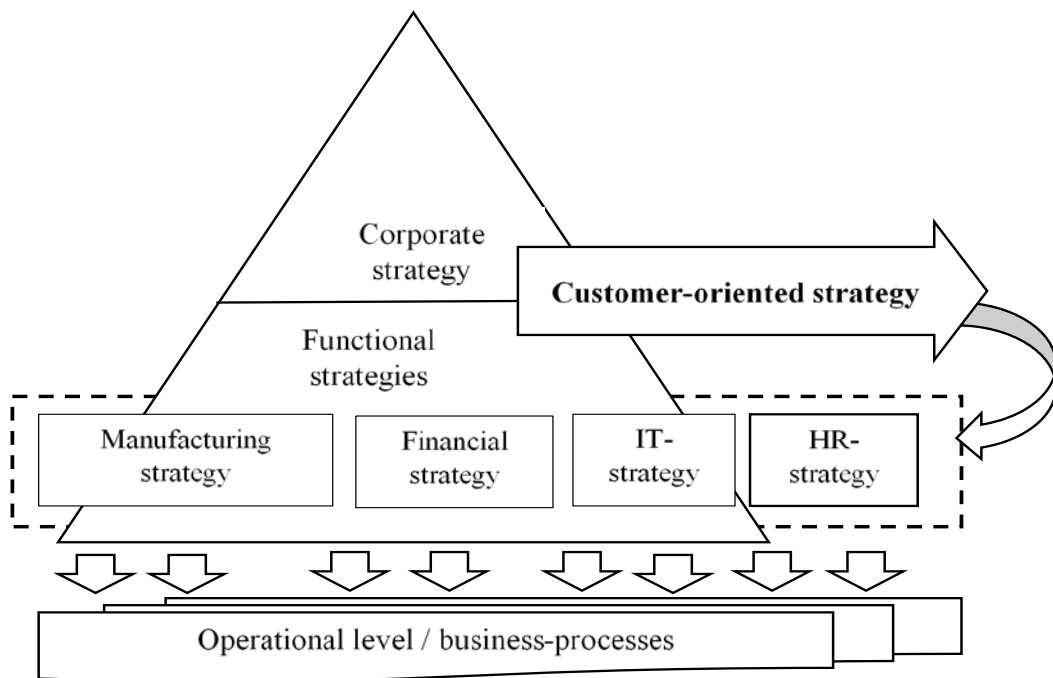 Corporate
strategy
Customer-oriented strategy
Functional
strategies
Manufacturing
strategy
Financial
strategy
IT-
strategy
HR-
strategy
Operational level / business-processes